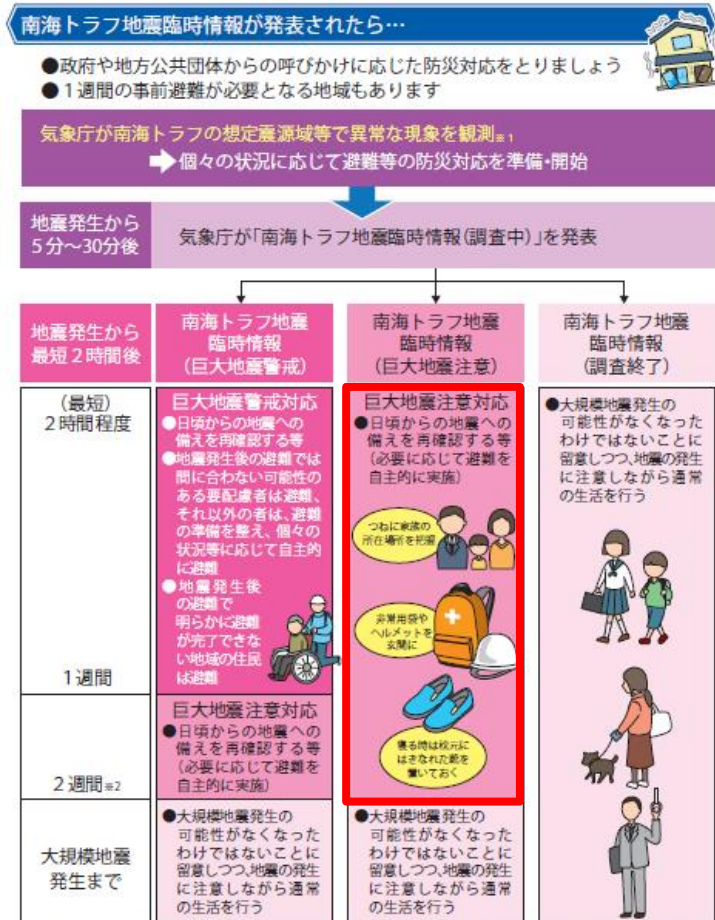 南海トラフ地震臨時情報が発表されたら…
●政府や地方公共団体からの呼びかけに応じた防災対応をとりましょう
●1週間の事前避難が必要となる地域もあります
気象庁が南海トラフの想定震源域等で異常な現象を観測※1
➡個々の状況に応じて避難等の防災対応を準備・開始
地震発生から
5分～30分後
気象庁が「南海トラフ地震臨時情報(調査中)」を発表
地震発生から
最短2時間後
南海トラフ地震
臨時情報
(巨大地震警戒)
南海トラフ地震
臨時情報
(巨大地震注意)
南海トラフ地震
臨時情報
(調査終了)
(最短)
2時間程度
1週間
巨大地震警戒対応
●日頃からの地震への
備えを再確認する等
●地震発生後の避難では
間に合わない可能性の
ある要配慮者は避難、
それ以外の者は、避難
の準備を整え、個々の
状況等に応じて自主的
に避難
●地震発生後
の避難で
明らかに避難
が完了できな
い地域の住民
は避難
巨大地震注意対応
●日頃からの地震への
備えを再確認する等
(必要に応じて避難を
自主的に実施)
つねに家族の
所在場所を把握
非常用袋や
ヘルメットを
玄関に
寝る時は枕元に
はきなれた靴を
置いておく
●大規模地震発生の
可能性がなくなった
わけではないことに
留意しつつ、地震の発生
に注意しながら通常
の生活を行う
2週間※2
巨大地震注意対応
●日頃からの地震への
備えを再確認する等
(必要に応じて避難を
自主的に実施)
大規模地震
発生まで
●大規模地震発生の
可能性がなくなった
わけではないことに
留意しつつ、地震の発生
に注意しながら通常
の生活を行う
●大規模地震発生の
可能性がなくなった
わけではないことに
留意しつつ、地震の発生
に注意しながら通常
の生活を行う